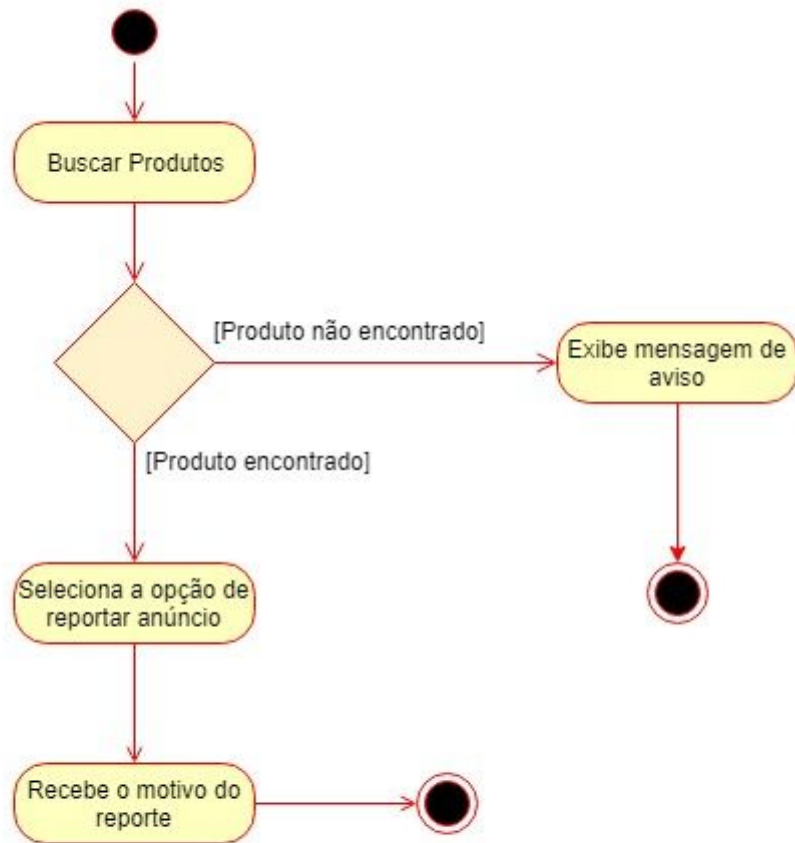 Buscar Produtos
[Produto não encontrado]
Exibe mensagem de
aviso
[Produto encontrado]
Seleciona a opção de
reportar anúncio
Recebe o motivo do
reporte